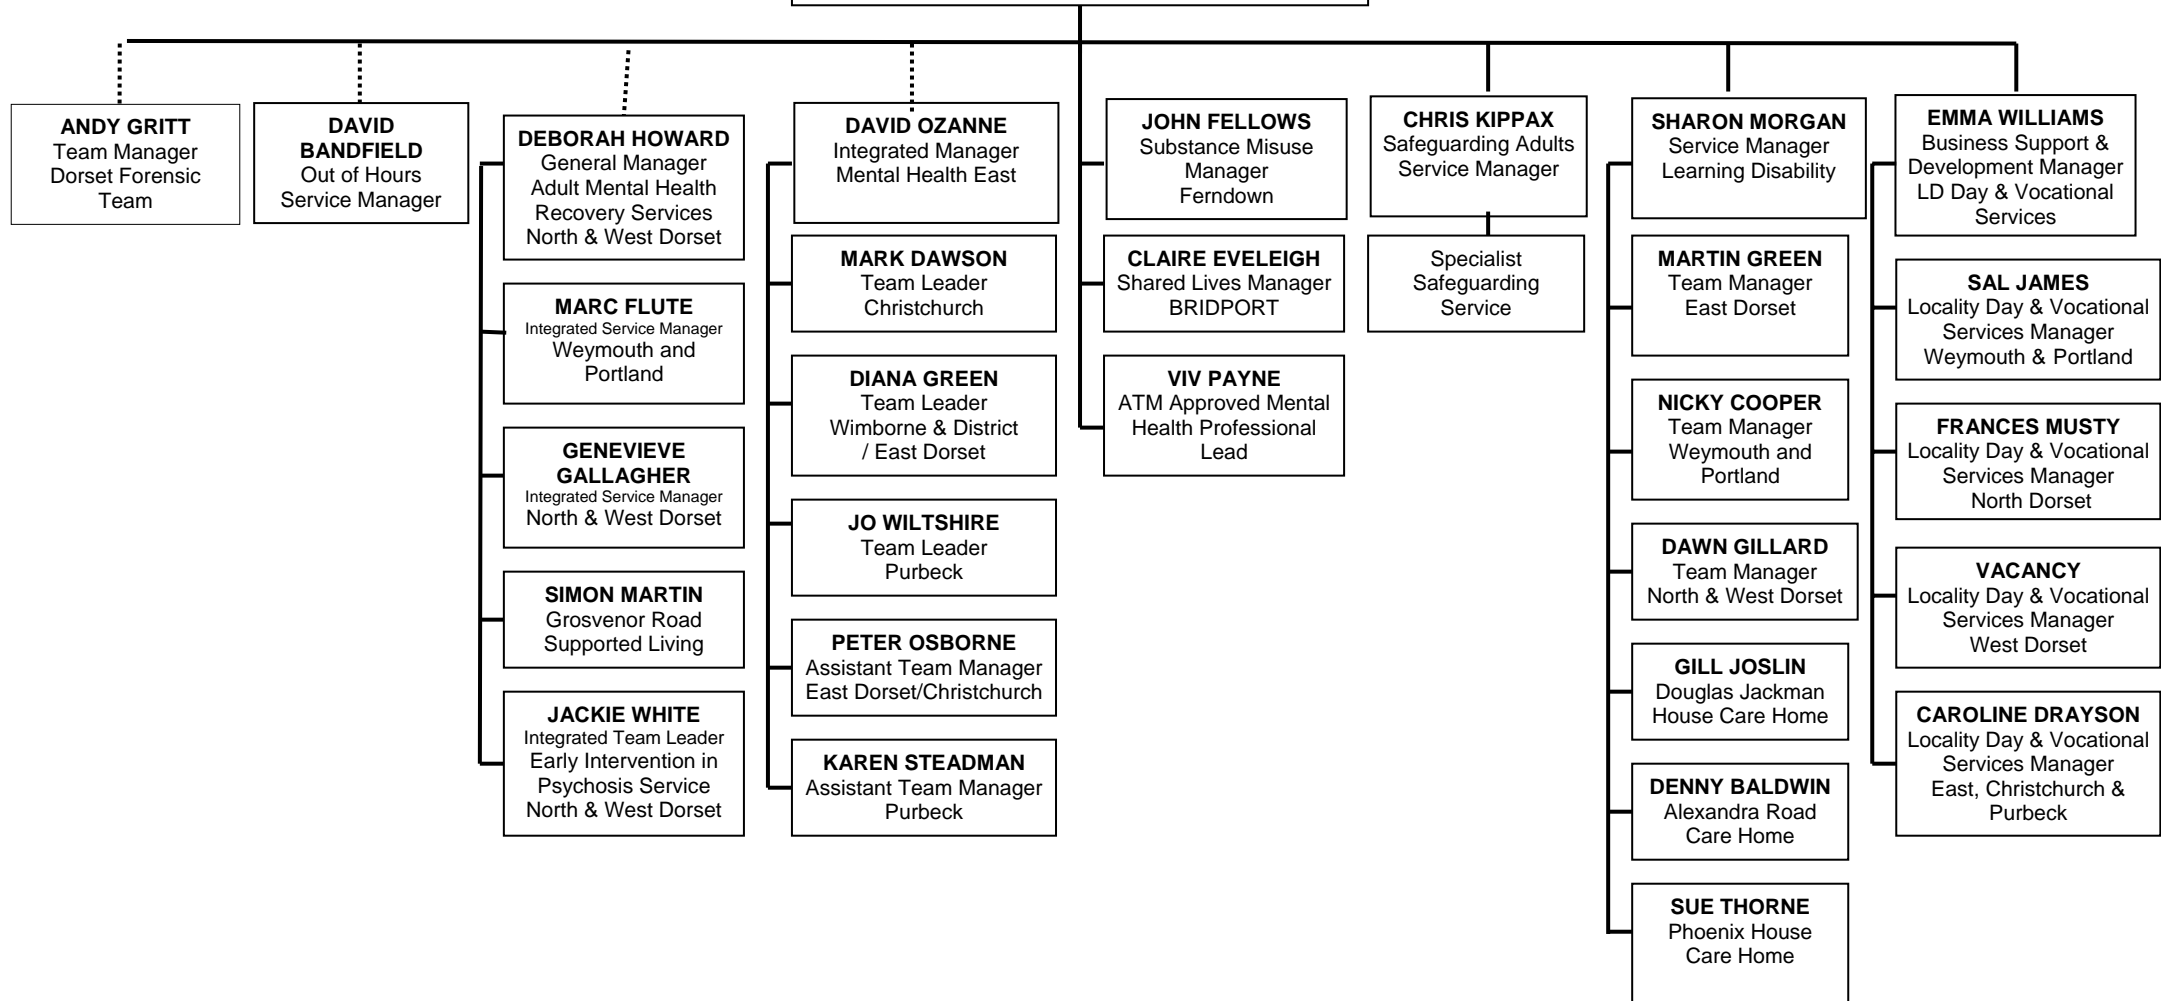 ANDY GRITT
Team Manager
Dorset Forensic
Team
DAVID
BANDFIELD
Out of Hours
Service Manager
DEBORAH HOWARD
General Manager
Adult Mental Health
Recovery Services
North & West Dorset
MARC FLUTE
Integrated Service Manager
Weymouth and
Portland
GENEVIEVE
GALLAGHER
Integrated Service Manager
North & West Dorset
SIMON MARTIN
Grosvenor Road
Supported Living
JACKIE WHITE
Integrated Team Leader
Early Intervention in
Psychosis Service
North & West Dorset
DAVID OZANNE
Integrated Manager
Mental Health East
MARK DAWSON
Team Leader
Christchurch
DIANA GREEN
Team Leader
Wimborne & District
/ East Dorset
JO WILTSHIRE
Team Leader
Purbeck
PETER OSBORNE
Assistant Team Manager
East Dorset/Christchurch
KAREN STEADMAN
Assistant Team Manager
Purbeck
JOHN FELLOWS
Substance Misuse
Manager
Ferndown
CLAIRE EVELEIGH
Shared Lives Manager
BRIDPORT
VIV PAYNE
ATM Approved Mental
Health Professional
Lead
CHRIS KIPPAX
Safeguarding Adults
Service Manager
Specialist
Safeguarding
Service
SHARON MORGAN
Service Manager
Learning Disability
MARTIN GREEN
Team Manager
East Dorset
NICKY COOPER
Team Manager
Weymouth and
Portland
DAWN GILLARD
Team Manager
North & West Dorset
GILL JOSLIN
Douglas Jackman
House Care Home
DENNY BALDWIN
Alexandra Road
Care Home
SUE THORNE
Phoenix House
Care Home
EMMA WILLIAMS
Business Support &
Development Manager
LD Day & Vocational
Services
SAL JAMES
Locality Day & Vocational
Services Manager
Weymouth & Portland
FRANCES MUSTY
Locality Day & Vocational
Services Manager
North Dorset
VACANCY
Locality Day & Vocational
Services Manager
West Dorset
CAROLINE DRAYSON
Locality Day & Vocational
Services Manager
East, Christchurch &
Purbeck